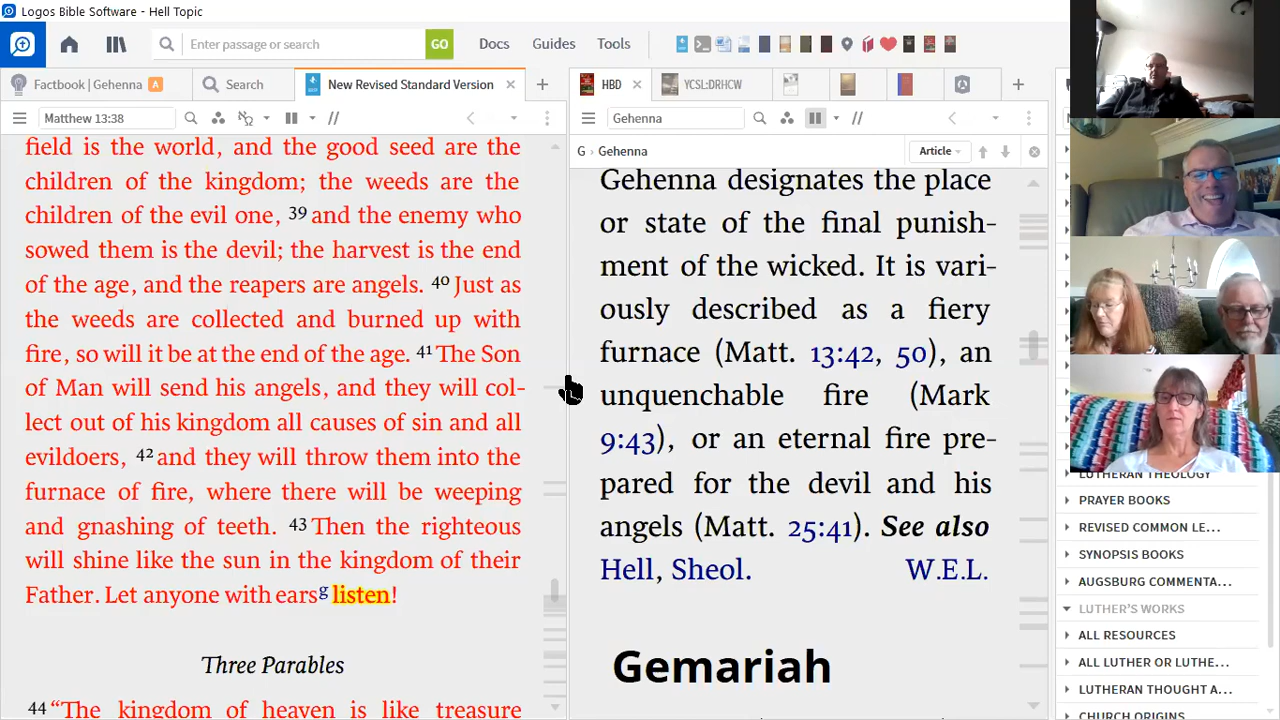 Logos Bible Software - Hell Topic
Enter passage or search
GO
Docs
Guides
Tools
Factbook | Gehenna A
Search
New Revised Standard Version
HBD
YCSL:DRHCW
Matthew 13:38
Gehenna
G › Gehenna
Article
field is the world, and the good seed are the
children of the kingdom; the weeds are the
children of the evil one, 39 and the enemy who
sowed them is the devil; the harvest is the end
of the age, and the reapers are angels. 40 Just as
the weeds are collected and burned up with
fire, so will it be at the end of the age. 41 The Son
of Man will send his angels, and they will col-
lect out of his kingdom all causes of sin and all
evildoers, 42 and they will throw them into the
furnace of fire, where there will be weeping
and gnashing of teeth. 43 Then the righteous
will shine like the sun in the kingdom of their
Father. Let anyone with ears g listen!
Three Parables
44 “The kingdom of heaven is like treasure
Gehenna designates the place
or state of the final punish-
ment of the wicked. It is vari-
ously described as a fiery
furnace (Matt. 13:42, 50), an
unquenchable fire (Mark
9:43), or an eternal fire pre-
pared for the devil and his
angels (Matt. 25:41). See also
Hell, Sheol. W.E.L.
Gemariah
LUTHERAN THEOLOGY
PRAYER BOOKS
REVISED COMMON LE...
SYNOPSIS BOOKS
AUGSBURG COMMENTA...
LUTHER'S WORKS
ALL RESOURCES
ALL LUTHER OR LUTHE...
LUTHERAN THOUGHT A...
CHURCH ORIGINS